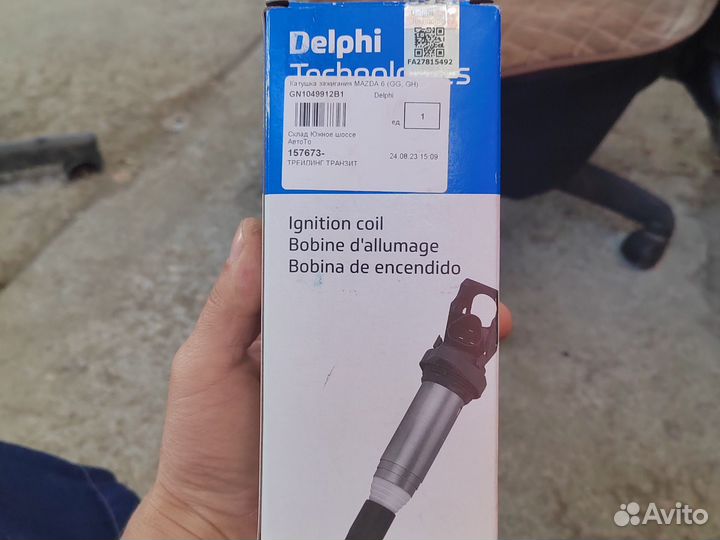 Delphi
FA27815492
Technologies
Катушка зажигания MAZDA 6 (GG, GH)
GN1049912B1 Delphi
ед. 1
Склад Южное шоссе
АвтоТо
157673- 24.08.23 15:09
ТРЕЙЛИНГ ТРАНЗИТ
Ignition coil
Bobine d'allumage
Bobina de encendido
Avito